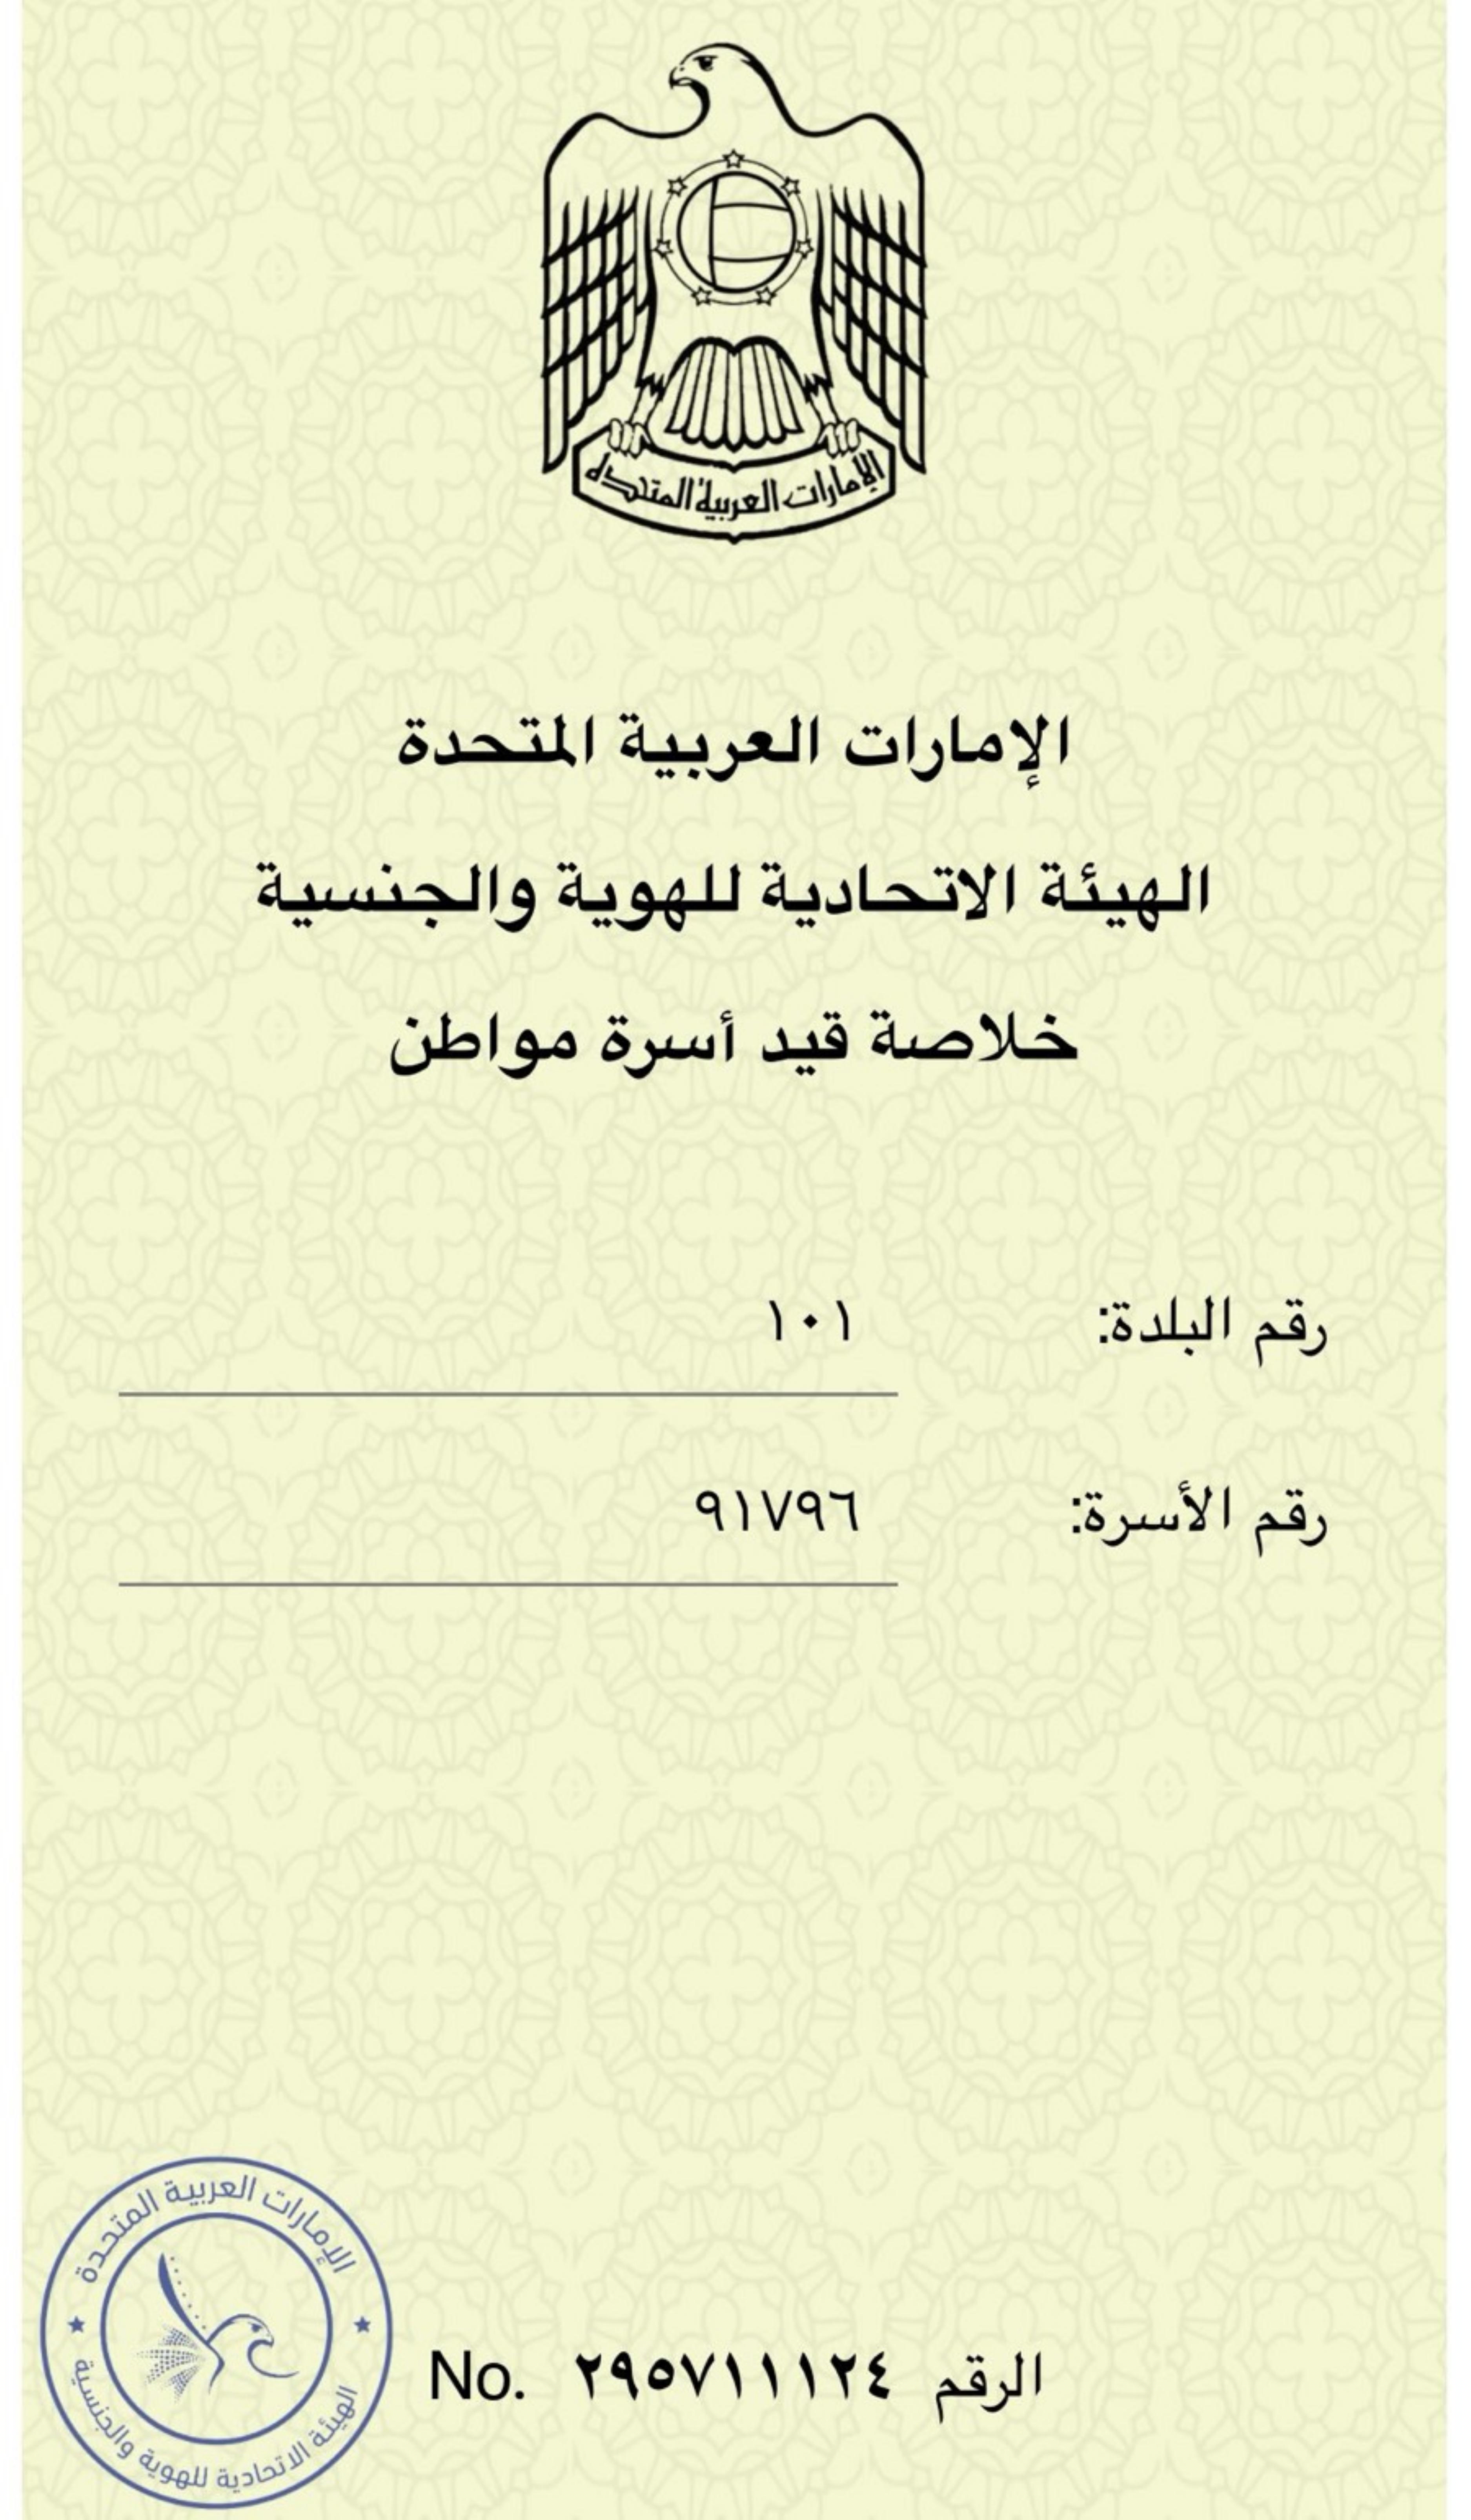 الإمارات العربية المتحدة
الإمارات العربية المتحدة
الهيئة الاتحادية للهوية والجنسية
خلاصة قيد أسرة مواطن
رقم البلدة: ١٠١
رقم الأسرة: ٩١٧٩٦
الإمارات العربية المتحدة
الهيئة الاتحادية للهوية والجنسية
الرقم ٢٩٥٧١١١٢٤ No.